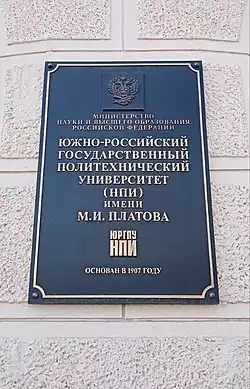 МИНИСТЕРСТВО
НАУКИ И ВЫСШЕГО ОБРАЗОВАНИЯ
РОССИЙСКОЙ ФЕДЕРАЦИИ
ЮЖНО-РОССИЙСКИЙ
ГОСУДАРСТВЕННЫЙ
ПОЛИТЕХНИЧЕСКИЙ
УНИВЕРСИТЕТ
(НПИ)
ИМЕНИ
М.И. ПЛАТОВА
ЮРГПУ
НПИ
ОСНОВАН В 1907 ГОДУ